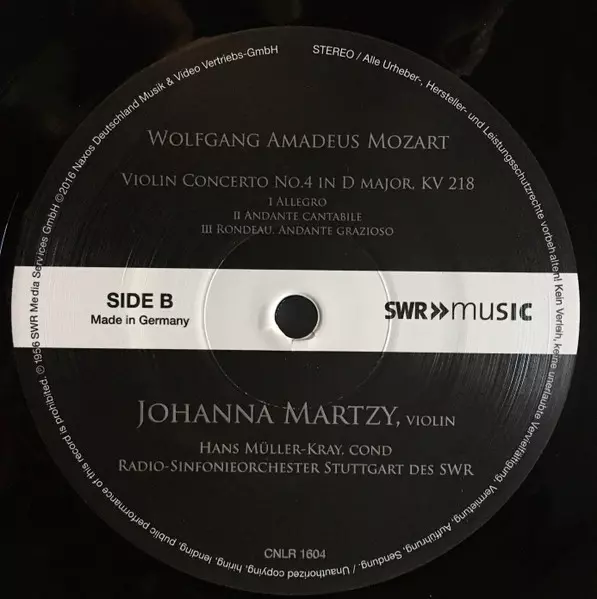 STEREO / Alle Urheber-, Hersteller- und Leistungsschutzrechte vorbehalten! Kein Verleih, keine unerlaubte Vervielfältigung, Vermietung, Aufführung, Sendung / Unauthorized copying, hiring, lending, public performance of this record is prohibited. ℗ 1956 SWR Media Services GmbH ©2016 Naxos Deutschland Musik & Video Vertriebs-GmbH
WOLFGANG AMADEUS MOZART
VIOLIN CONCERTO NO.4 IN D MAJOR, KV 218
I ALLEGRO
II ANDANTE CANTABILE
III RONDEAU. ANDANTE GRAZIOSO
SIDE B
Made in Germany
SWR»music
JOHANNA MARTZY, VIOLIN
HANS MÜLLER-KRAY, COND
RADIO-SINFONIEORCHESTER STUTTGART DES SWR
CNLR 1604